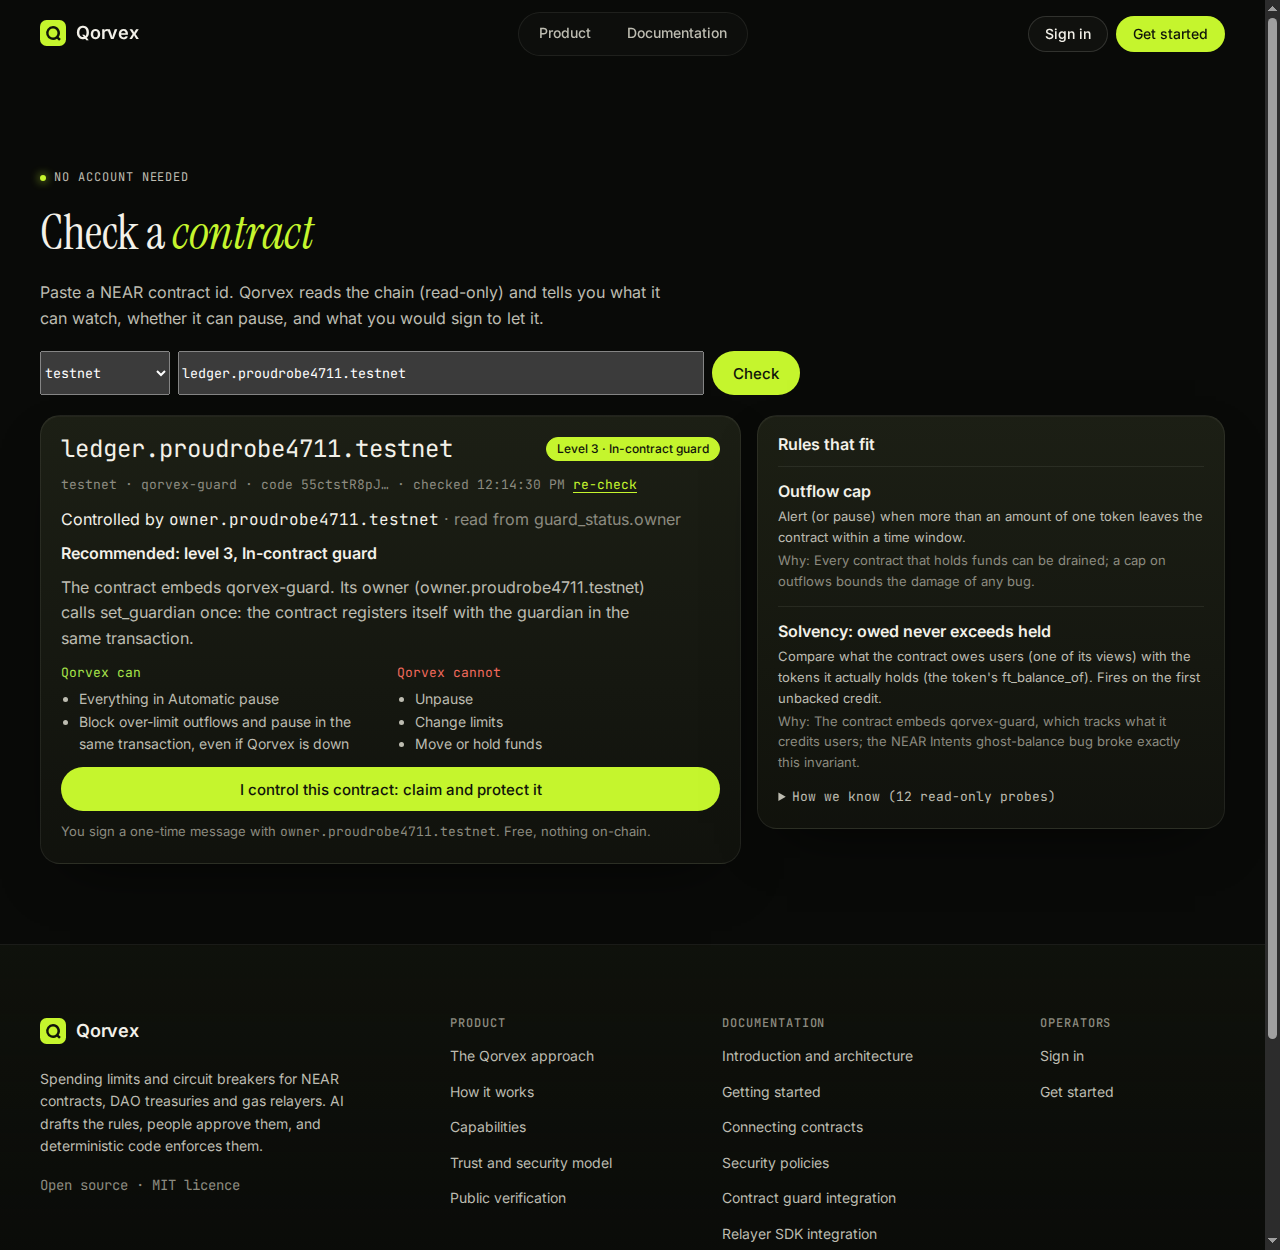 Qorvex
Product
Documentation
Sign in
Get started
NO ACCOUNT NEEDED
Check a contract
Paste a NEAR contract id. Qorvex reads the chain (read-only) and tells you what it
can watch, whether it can pause, and what you would sign to let it.
testnet
ledger.proudrobe4711.testnet
Check
ledger.proudrobe4711.testnet
Level 3 · In-contract guard
testnet · qorvex-guard · code 55ctstR8pJ… · checked 12:14:30 PM re-check
Controlled by owner.proudrobe4711.testnet · read from guard_status.owner
Recommended: level 3, In-contract guard
The contract embeds qorvex-guard. Its owner (owner.proudrobe4711.testnet)
calls set_guardian once: the contract registers itself with the guardian in the
same transaction.
Qorvex can
• Everything in Automatic pause
• Block over-limit outflows and pause in the
same transaction, even if Qorvex is down
Qorvex cannot
• Unpause
• Change limits
• Move or hold funds
I control this contract: claim and protect it
You sign a one-time message with owner.proudrobe4711.testnet. Free, nothing on-chain.
Rules that fit
Outflow cap
Alert (or pause) when more than an amount of one token leaves the
contract within a time window.
Why: Every contract that holds funds can be drained; a cap on
outflows bounds the damage of any bug.
Solvency: owed never exceeds held
Compare what the contract owes users (one of its views) with the
tokens it actually holds (the token's ft_balance_of). Fires on the first
unbacked credit.
Why: The contract embeds qorvex-guard, which tracks what it
credits users; the NEAR Intents ghost-balance bug broke exactly
this invariant.
▶ How we know (12 read-only probes)
Qorvex
Spending limits and circuit breakers for NEAR
contracts, DAO treasuries and gas relayers. AI
drafts the rules, people approve them, and
deterministic code enforces them.
Open source · MIT licence
PRODUCT
The Qorvex approach
How it works
Capabilities
Trust and security model
Public verification
DOCUMENTATION
Introduction and architecture
Getting started
Connecting contracts
Security policies
Contract guard integration
Relayer SDK integration
OPERATORS
Sign in
Get started